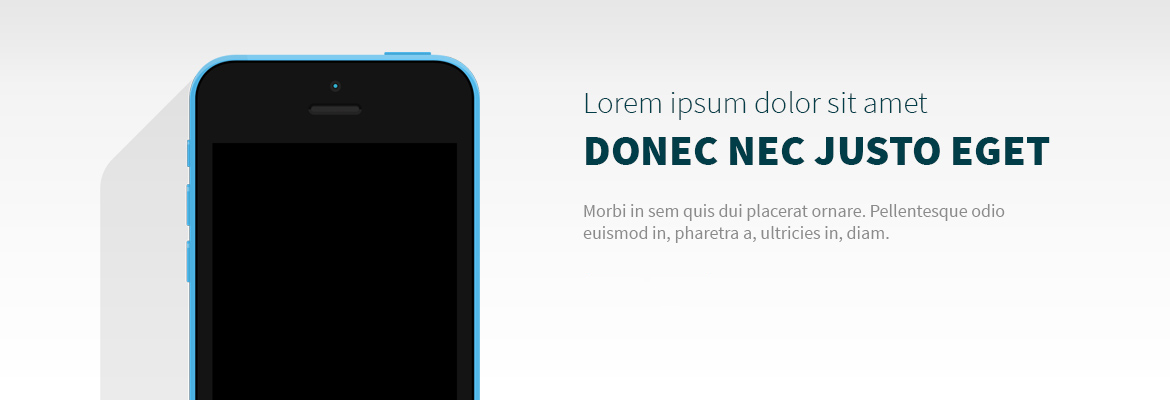 Lorem ipsum dolor sit amet
DONEC NEC JUSTO EGET
Morbi in sem quis dui placerat ornare. Pellentesque odio
euismod in, pharetra a, ultricies in, diam.